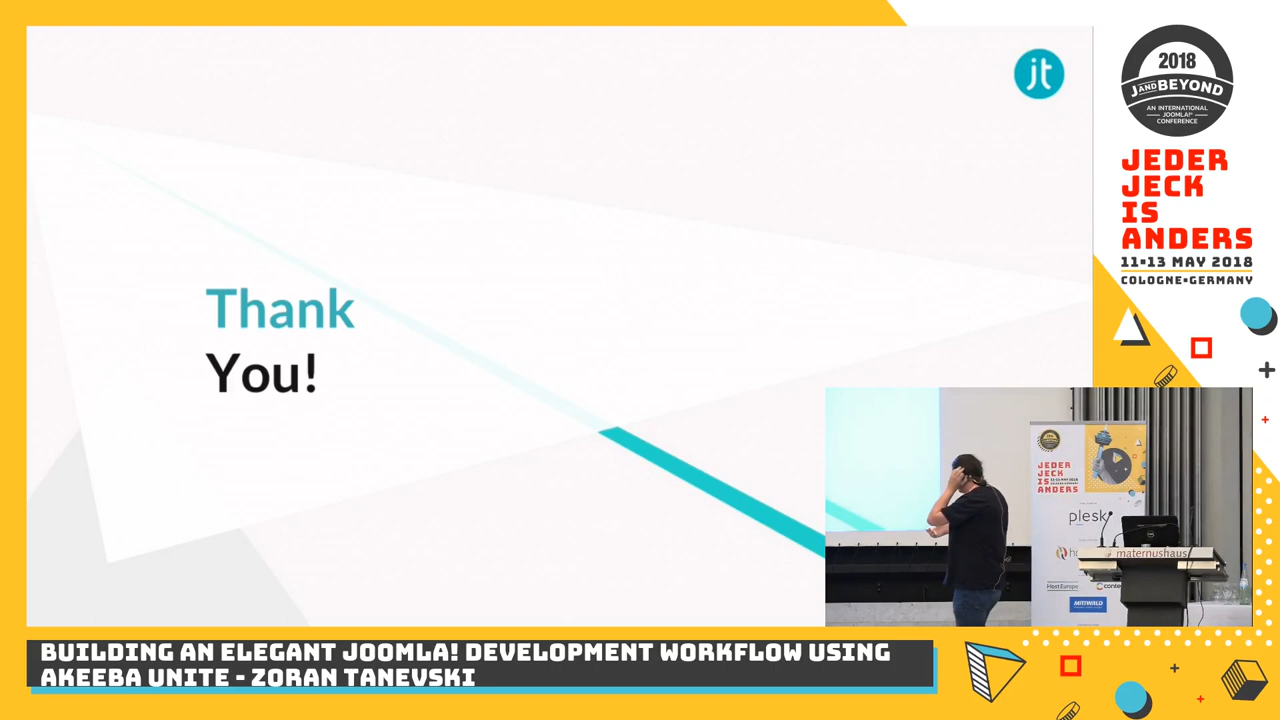 jt
Thank
You!
2018
J AND BEYOND
AN INTERNATIONAL
JOOMLA!®
CONFERENCE
JEDER
JECK
IS
ANDERS
11-13 MAY 2018
COLOGNE▪GERMANY
JEDER
JECK
IS
ANDERS
plesk
HostEurope
MITTWALD
maternushaus
BUILDING AN ELEGANT JOOMLA! DEVELOPMENT WORKFLOW USING
AKEEBA UNITE - ZORAN TANEVSKI